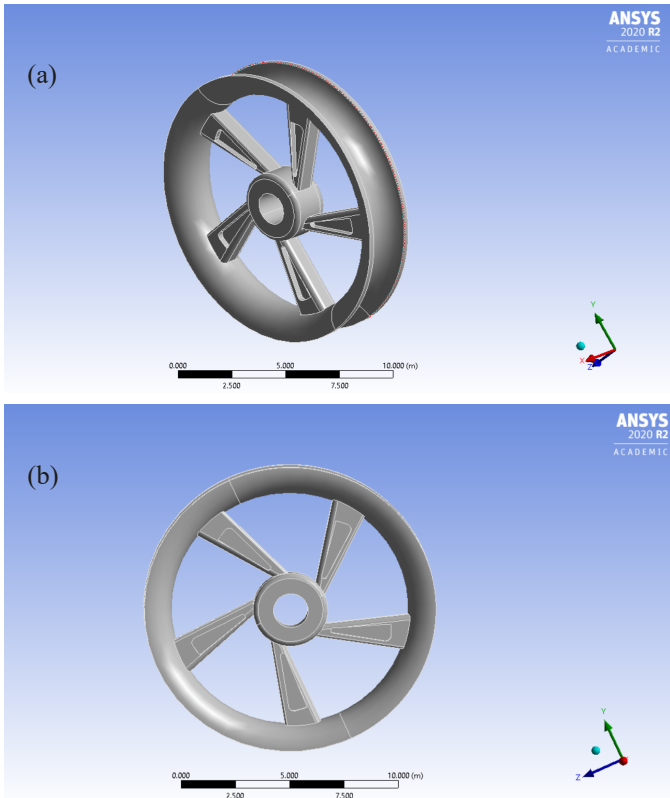 ANSYS
2020 R2
ACADEMIC
(a)
Y
X
Z
0.000 5.000 10.000 (m)
2.500 7.500
ANSYS
2020 R2
ACADEMIC
(b)
Y
Z
0.000 5.000 10.000 (m)
2.500 7.500